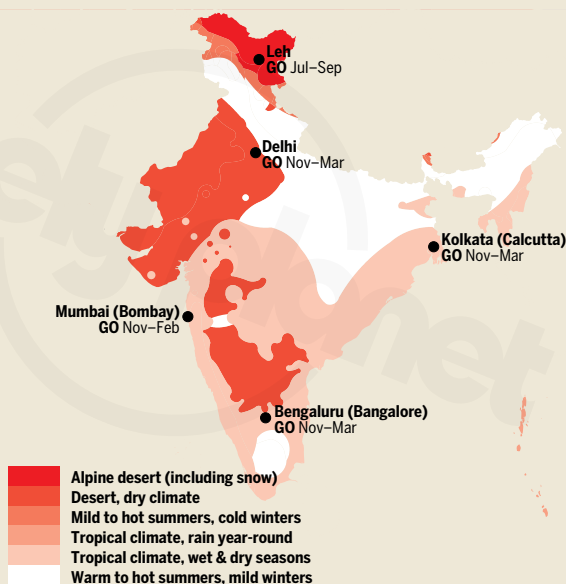 Leh
GO Jul–Sep
Delhi
GO Nov–Mar
Kolkata (Calcutta)
GO Nov–Mar
Mumbai (Bombay)
GO Nov–Feb
Bengaluru (Bangalore)
GO Nov–Mar
Alpine desert (including snow)
Desert, dry climate
Mild to hot summers, cold winters
Tropical climate, rain year-round
Tropical climate, wet & dry seasons
Warm to hot summers, mild winters